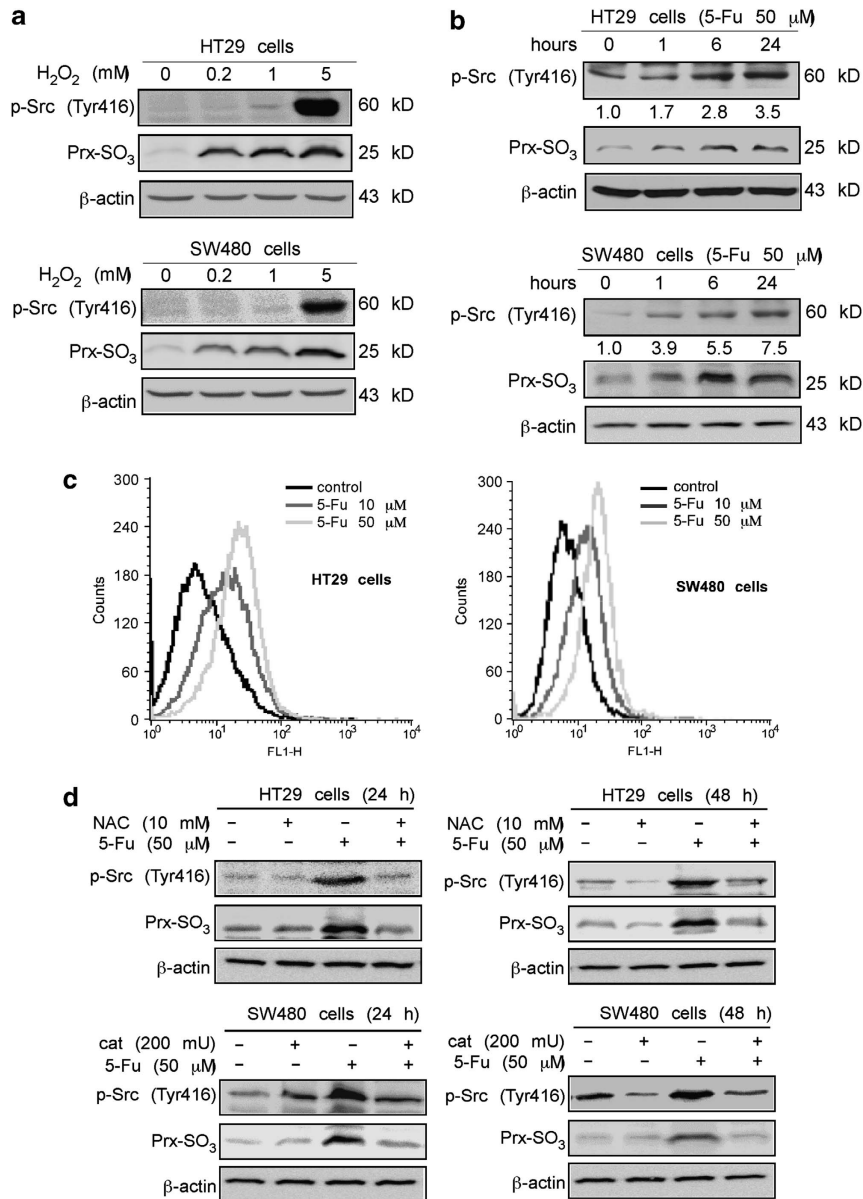 a
HT29 cells
H2O2 (mM) 0 0.2 1 5
p-Src (Tyr416) 60 kD
Prx-SO3 25 kD
β-actin 43 kD
SW480 cells
H2O2 (mM) 0 0.2 1 5
p-Src (Tyr416) 60 kD
Prx-SO3 25 kD
β-actin 43 kD
b
HT29 cells (5-Fu 50 μM)
hours 0 1 6 24
p-Src (Tyr416) 60 kD
1.0 1.7 2.8 3.5
Prx-SO3 25 kD
β-actin 43 kD
SW480 cells (5-Fu 50 μM)
hours 0 1 6 24
p-Src (Tyr416) 60 kD
1.0 3.9 5.5 7.5
Prx-SO3 25 kD
β-actin 43 kD
c
300
240
180
120
60
0
Counts
control
5-Fu 10 μM
5-Fu 50 μM
HT29 cells
10^0 10^1 10^2 10^3 10^4
FL1-H
300
240
180
120
60
0
Counts
control
5-Fu 10 μM
5-Fu 50 μM
SW480 cells
10^0 10^1 10^2 10^3 10^4
FL1-H
d
HT29 cells (24 h)
NAC (10 mM) – + – +
5-Fu (50 μM) – – + +
p-Src (Tyr416)
Prx-SO3
β-actin
HT29 cells (48 h)
NAC (10 mM) – + – +
5-Fu (50 μM) – – + +
p-Src (Tyr416)
Prx-SO3
β-actin
SW480 cells (24 h)
cat (200 mU) – + – +
5-Fu (50 μM) – – + +
p-Src (Tyr416)
Prx-SO3
β-actin
SW480 cells (48 h)
cat (200 mU) – + – +
5-Fu (50 μM) – – + +
p-Src (Tyr416)
Prx-SO3
β-actin